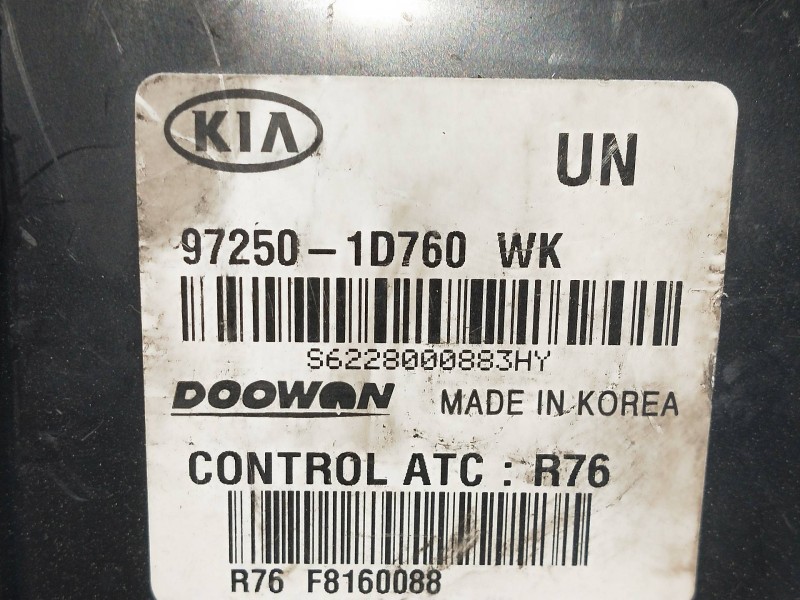 KIA
UN
97250-1D760 WK
S6228000883HY
DOOWON MADE IN KOREA
CONTROL ATC : R76
R76 F8160088